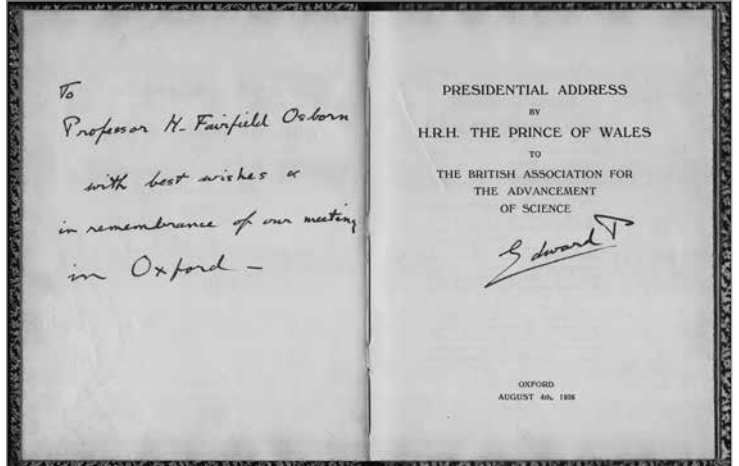 To
Professor H. Fairfield Osborn
with best wishes &
in remembrance of our meeting
in Oxford —
PRESIDENTIAL ADDRESS
BY
H.R.H. THE PRINCE OF WALES
TO
THE BRITISH ASSOCIATION FOR
THE ADVANCEMENT
OF SCIENCE
Edward P
OXFORD
AUGUST 4th, 1926